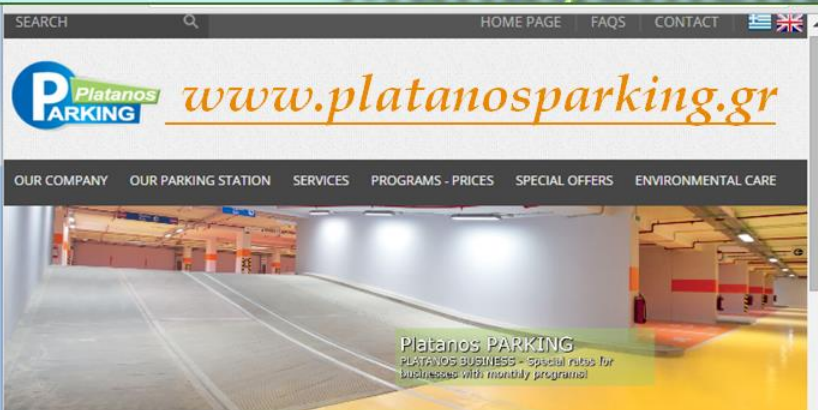 SEARCH HOME PAGE FAQS CONTACT
Platanos
PARKING
www.platanosparking.gr
OUR COMPANY OUR PARKING STATION SERVICES PROGRAMS - PRICES SPECIAL OFFERS ENVIRONMENTAL CARE
Platanos PARKING
PLATANOS BUSINESS - Special rates for
businesses with monthly programs!